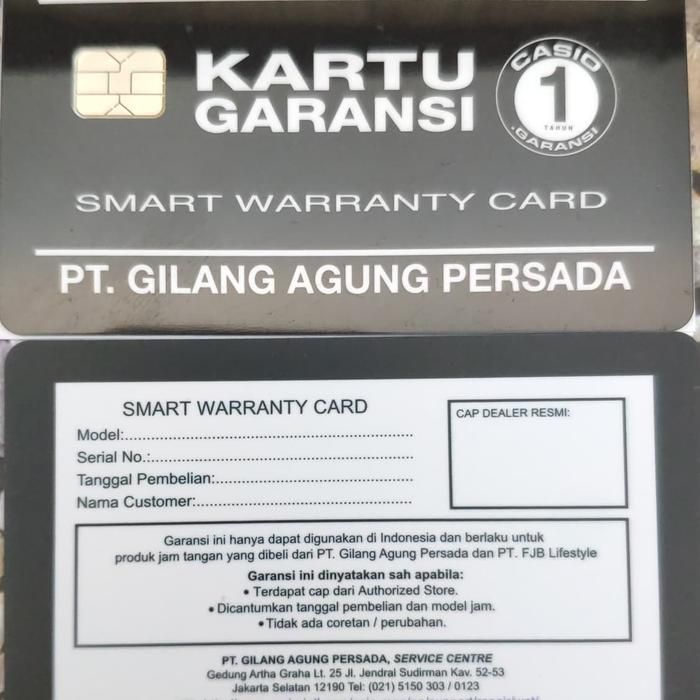 KARTU
GARANSI
CASIO
1
TAHUN
GARANSI
SMART WARRANTY CARD
PT. GILANG AGUNG PERSADA
SMART WARRANTY CARD
CAP DEALER RESMI:
Model:
Serial No.:
Tanggal Pembelian:
Nama Customer:
Garansi ini hanya dapat digunakan di Indonesia dan berlaku untuk
produk jam tangan yang dibeli dari PT. Gilang Agung Persada dan PT. FJB Lifestyle
Garansi ini dinyatakan sah apabila:
• Terdapat cap dari Authorized Store.
• Dicantumkan tanggal pembelian dan model jam.
• Tidak ada coretan / perubahan.
PT. GILANG AGUNG PERSADA, SERVICE CENTRE
Gedung Artha Graha Lt. 25 Jl. Jendral Sudirman Kav. 52-53
Jakarta Selatan 12190 Tel: (021) 5150 303 / 0123